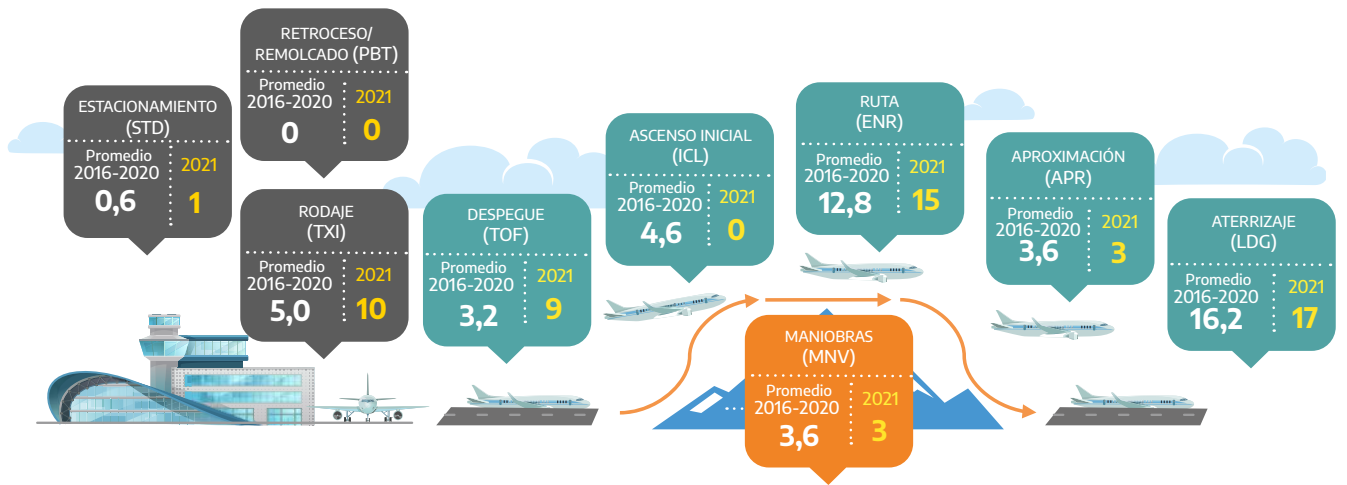 ESTACIONAMIENTO
(STD)
Promedio
2016-2020
0,6
2021
1
RETROCESO/
REMOLCADO (PBT)
Promedio
2016-2020
0
2021
0
RODAJE
(TXI)
Promedio
2016-2020
5,0
2021
10
DESPEGUE
(TOF)
Promedio
2016-2020
3,2
2021
9
ASCENSO INICIAL
(ICL)
Promedio
2016-2020
4,6
2021
0
RUTA
(ENR)
Promedio
2016-2020
12,8
2021
15
MANIOBRAS
(MNV)
Promedio
2016-2020
3,6
2021
3
APROXIMACIÓN
(APR)
Promedio
2016-2020
3,6
2021
3
ATERRIZAJE
(LDG)
Promedio
2016-2020
16,2
2021
17